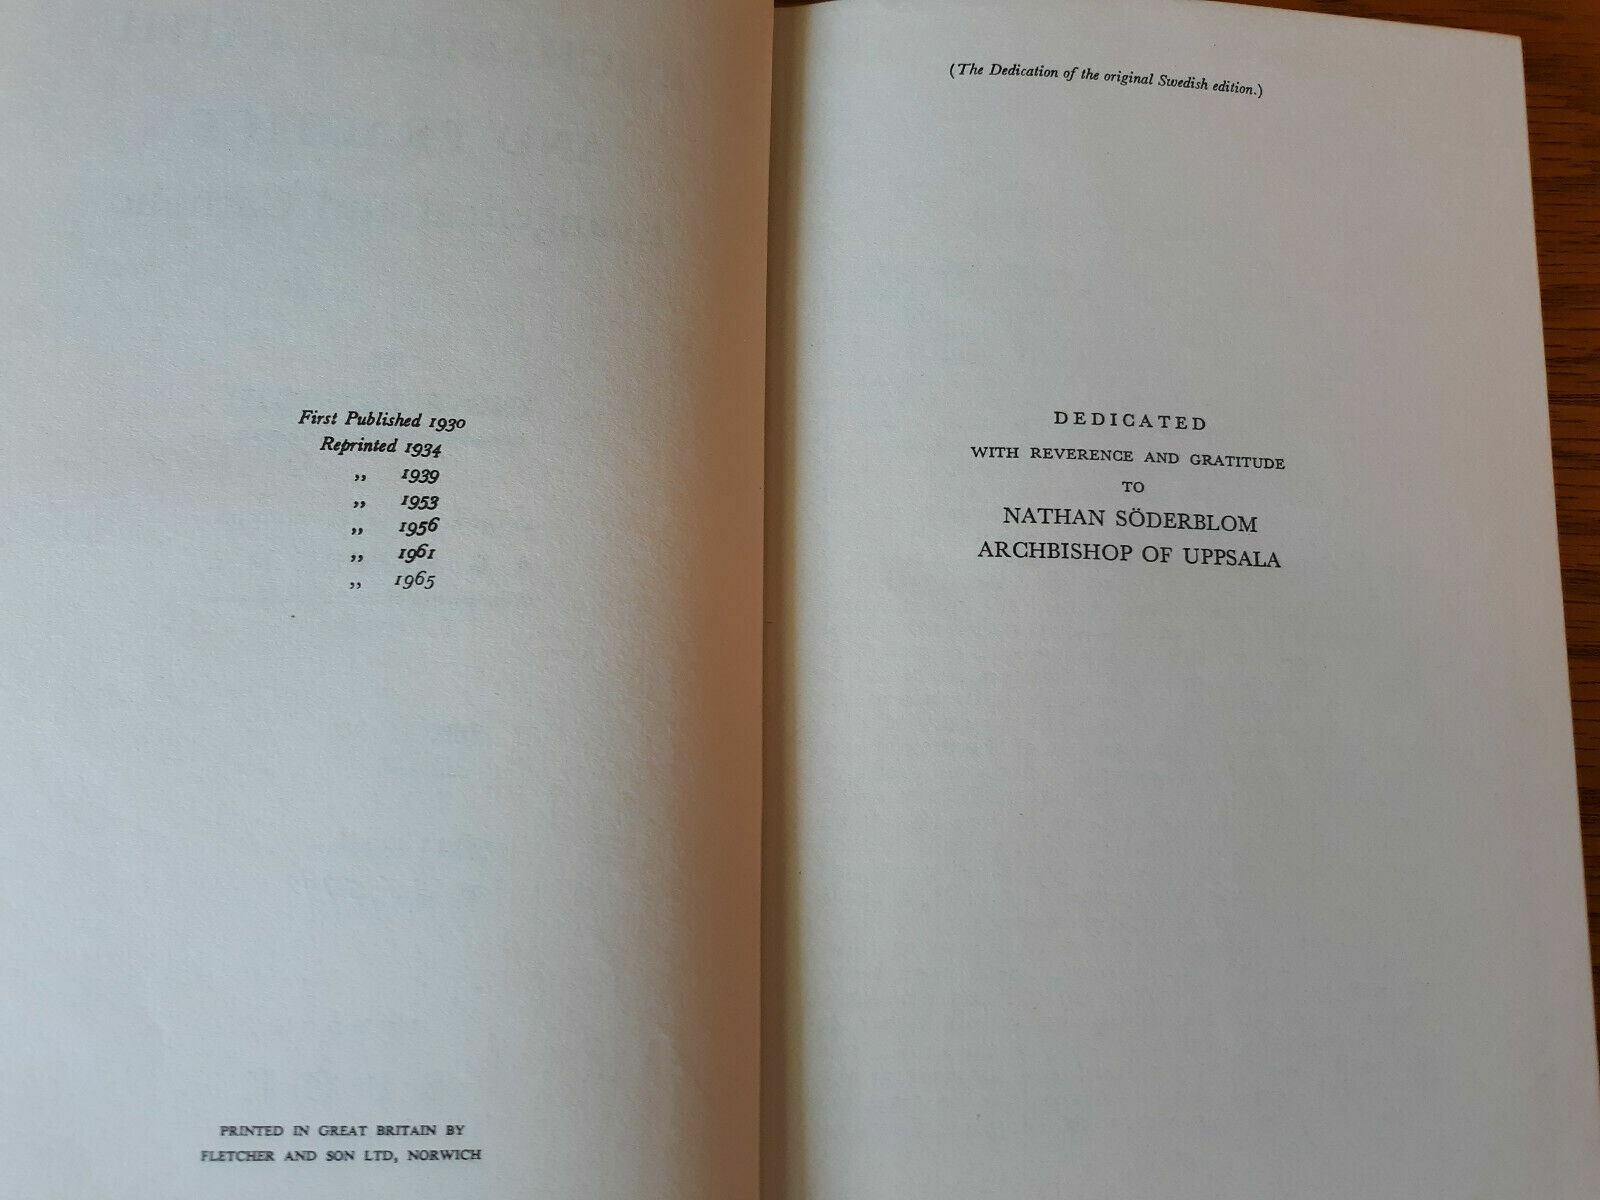 First Published 1930
Reprinted 1934
„ 1939
„ 1953
„ 1956
„ 1961
„ 1965
PRINTED IN GREAT BRITAIN BY
FLETCHER AND SON LTD, NORWICH
(The Dedication of the original Swedish edition.)
DEDICATED
WITH REVERENCE AND GRATITUDE
TO
NATHAN SÖDERBLOM
ARCHBISHOP OF UPPSALA